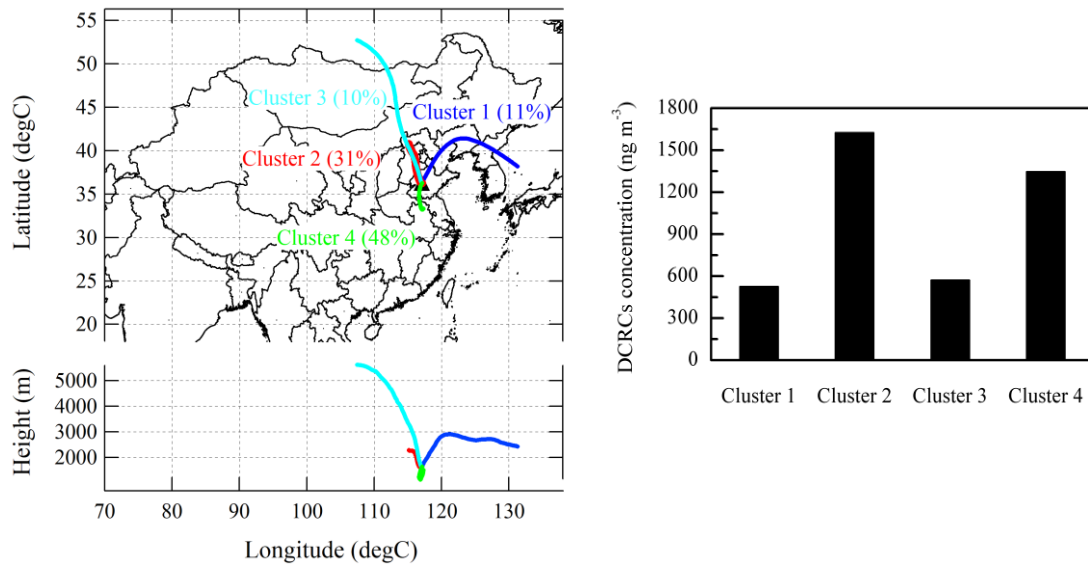 Latitude (degC)
55
50
45
40
35
30
25
20
Cluster 3 (10%)
Cluster 1 (11%)
Cluster 2 (31%)
Cluster 4 (48%)
Height (m)
5000
4000
3000
2000
70 80 90 100 110 120 130
Longitude (degC)
DCRCs concentration (ng m⁻³)
1800
1500
1200
900
600
300
0
Cluster 1 Cluster 2 Cluster 3 Cluster 4